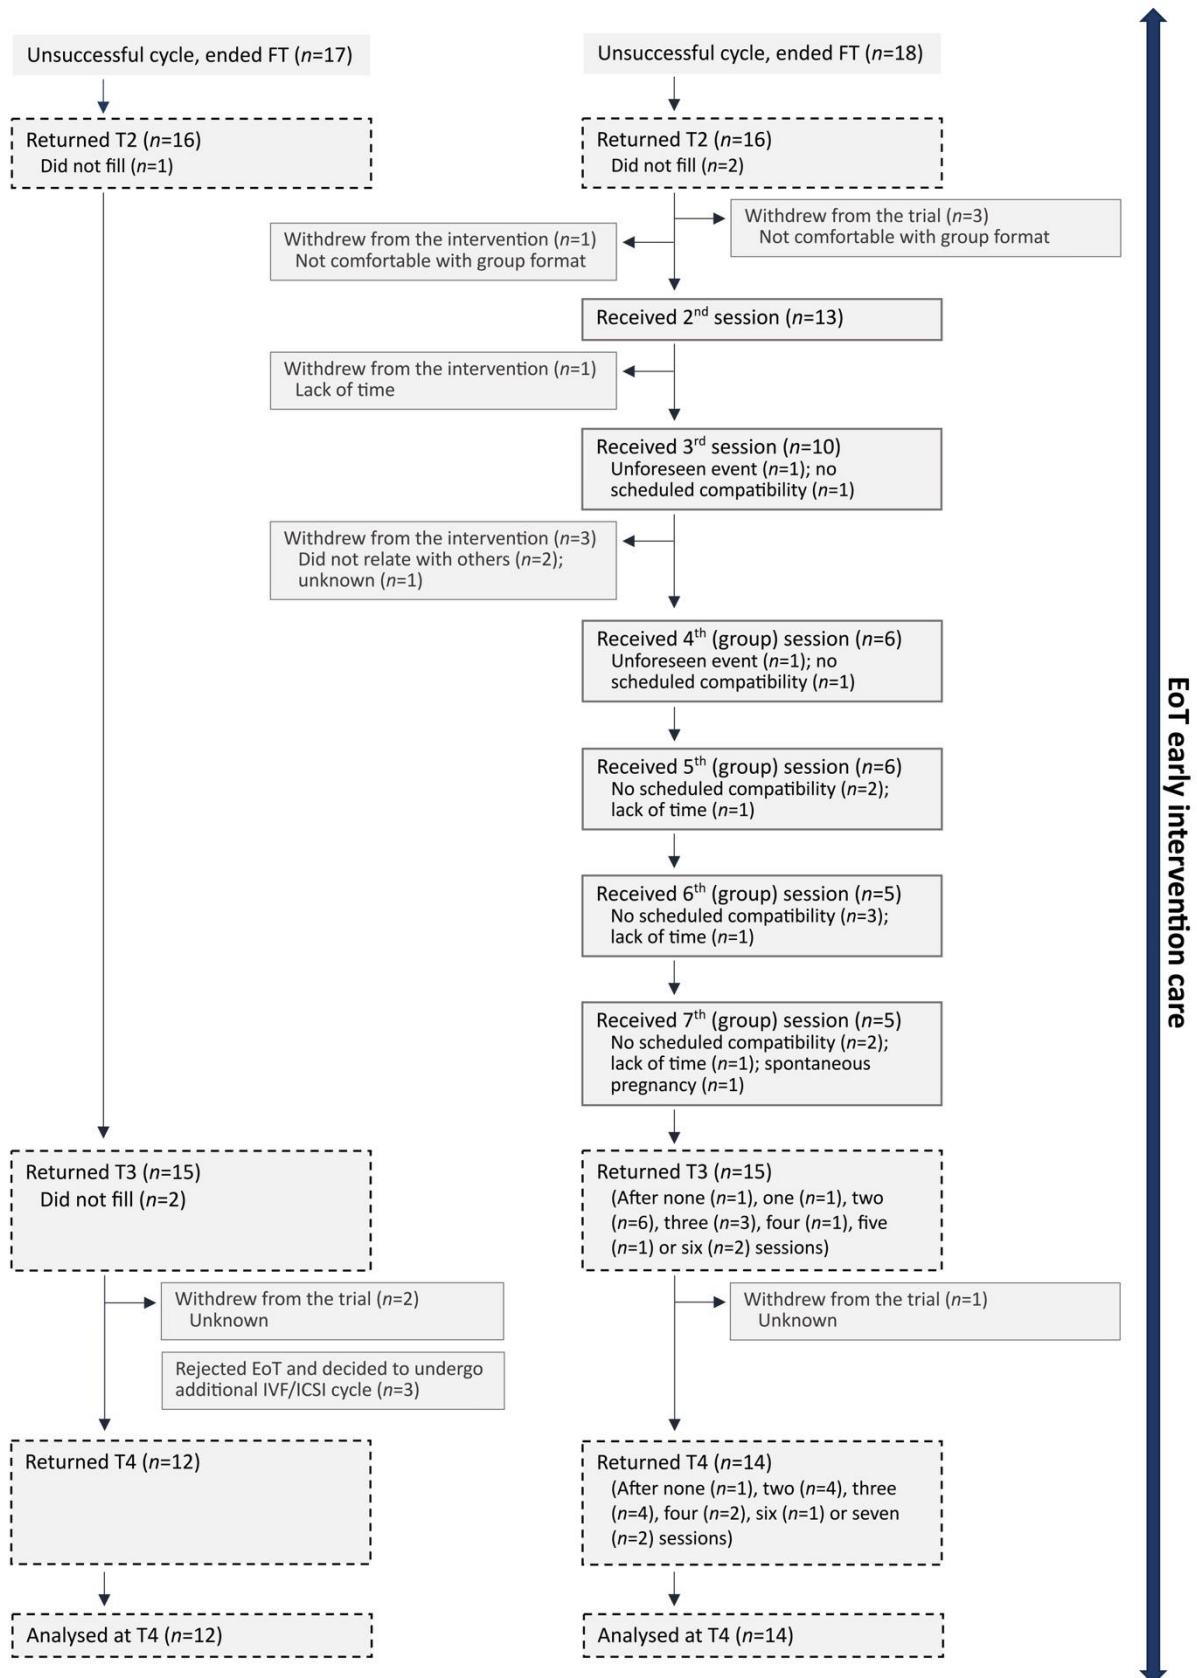 Unsuccessful cycle, ended FT (n=17)
Unsuccessful cycle, ended FT (n=18)
Returned T2 (n=16)
Did not fill (n=1)
Returned T2 (n=16)
Did not fill (n=2)
Withdrew from the trial (n=3)
Not comfortable with group format
Withdrew from the intervention (n=1)
Not comfortable with group format
Received 2nd session (n=13)
Withdrew from the intervention (n=1)
Lack of time
Received 3rd session (n=10)
Unforeseen event (n=1); no
scheduled compatibility (n=1)
Withdrew from the intervention (n=3)
Did not relate with others (n=2);
unknown (n=1)
Received 4th (group) session (n=6)
Unforeseen event (n=1); no
scheduled compatibility (n=1)
Received 5th (group) session (n=6)
No scheduled compatibility (n=2);
lack of time (n=1)
Received 6th (group) session (n=5)
No scheduled compatibility (n=3);
lack of time (n=1)
Received 7th (group) session (n=5)
No scheduled compatibility (n=2);
lack of time (n=1); spontaneous
pregnancy (n=1)
Returned T3 (n=15)
Did not fill (n=2)
Returned T3 (n=15)
(After none (n=1), one (n=1), two
(n=6), three (n=3), four (n=1), five
(n=1) or six (n=2) sessions)
Withdrew from the trial (n=2)
Unknown
Withdrew from the trial (n=1)
Unknown
Rejected EoT and decided to undergo
additional IVF/ICSI cycle (n=3)
Returned T4 (n=12)
Returned T4 (n=14)
(After none (n=1), two (n=4), three
(n=4), four (n=2), six (n=1) or seven
(n=2) sessions)
Analysed at T4 (n=12)
Analysed at T4 (n=14)
EoT early intervention care